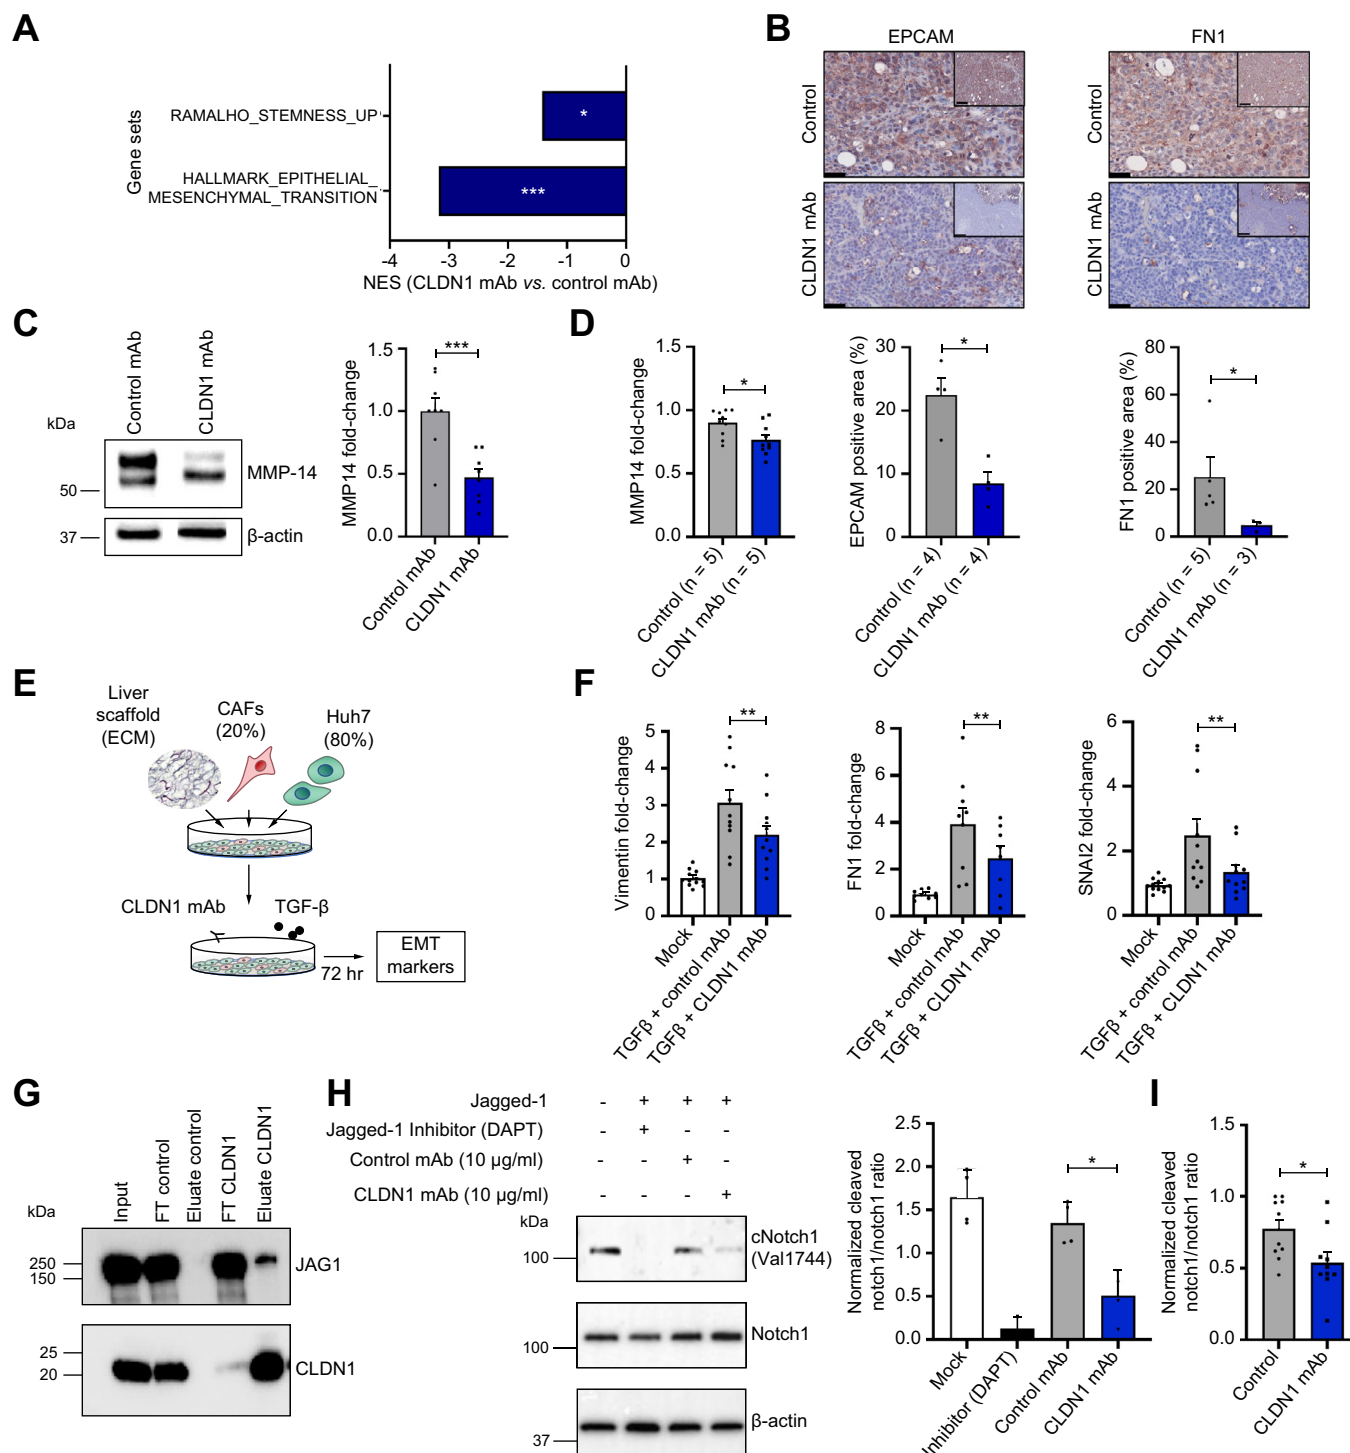 A
Gene sets
RAMALHO_STEMNESS_UP
*
HALLMARK_EPITHELIAL_
MESENCHYMAL_TRANSITION
***
-4 -3 -2 -1 0
NES (CLDN1 mAb vs. control mAb)
B
EPCAM FN1
Control Control
CLDN1 mAb CLDN1 mAb
C
Control mAb
CLDN1 mAb
kDa
MMP-14
50
37
β-actin
MMP14 fold-change
1.5
1.0
0.5
0.0
***
Control mAb
CLDN1 mAb
D
MMP14 fold-change
1.5
1.0
0.5
0.0
*
Control (n = 5)
CLDN1 mAb (n = 5)
EPCAM positive area (%)
30
20
10
0
*
Control (n = 4)
CLDN1 mAb (n = 4)
FN1 positive area (%)
80
60
40
20
0
*
Control (n = 5)
CLDN1 mAb (n = 3)
E
Liver
scaffold
(ECM)
CAFs
(20%)
Huh7
(80%)
CLDN1 mAb
TGF-β
72 hr
EMT
markers
F
Vimentin fold-change
5
4
3
2
1
0
**
Mock
TGFβ + control mAb
TGFβ + CLDN1 mAb
FN1 fold-change
8
6
4
2
0
**
Mock
TGFβ + control mAb
TGFβ + CLDN1 mAb
SNAI2 fold-change
6
4
2
0
**
Mock
TGFβ + control mAb
TGFβ + CLDN1 mAb
G
Input
FT control
Eluate control
FT CLDN1
Eluate CLDN1
kDa
250
150
JAG1
25
20
CLDN1
H
Jagged-1 - + + +
Jagged-1 Inhibitor (DAPT) - + - -
Control mAb (10 µg/ml) - - + -
CLDN1 mAb (10 µg/ml) - - - +
kDa
100
cNotch1
(Val1744)
100
Notch1
37
β-actin
Normalized cleaved
notch1/notch1 ratio
2.5
2.0
1.5
1.0
0.5
0.0
*
Mock
Inhibitor (DAPT)
Control mAb
CLDN1 mAb
I
Normalized cleaved
notch1/notch1 ratio
1.5
1.0
0.5
0.0
*
Control
CLDN1 mAb